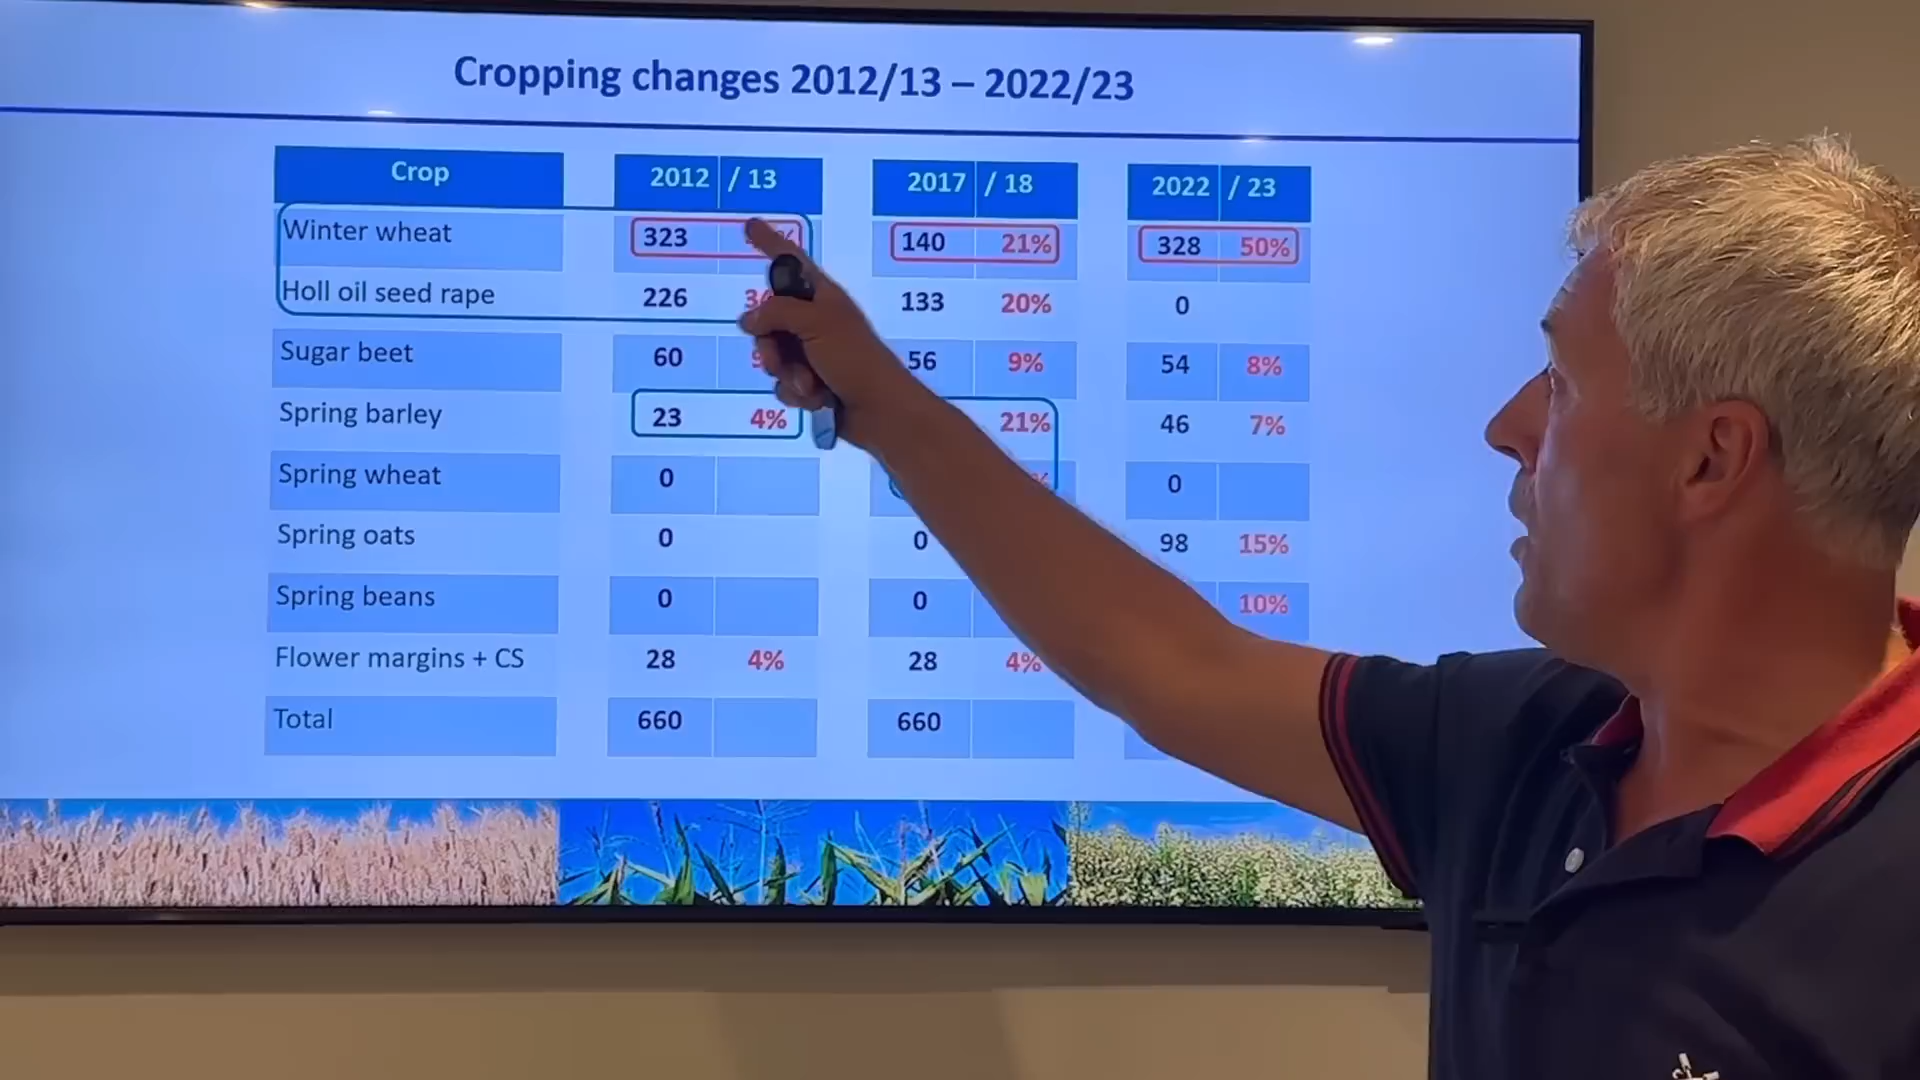 Cropping changes 2012/13 – 2022/23
Crop 2012 / 13 2017 / 18 2022 / 23
Winter wheat 323 140 21% 328 50%
Holl oil seed rape 226 133 20% 0
Sugar beet 60 56 9% 54 8%
Spring barley 23 4% 21% 46 7%
Spring wheat 0 0
Spring oats 0 0 98 15%
Spring beans 0 0 10%
Flower margins + CS 28 4% 28 4%
Total 660 660